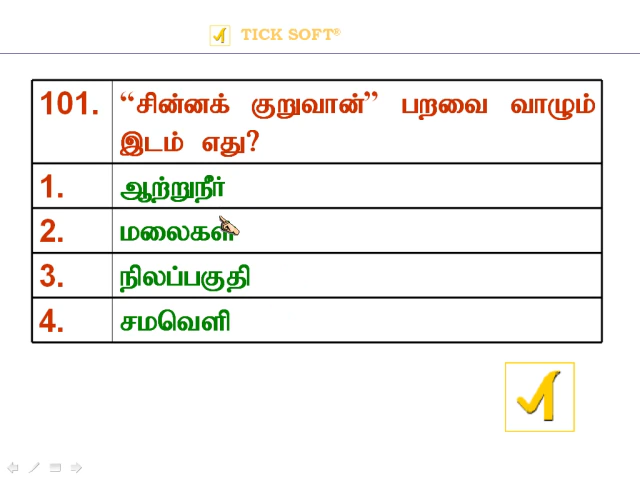 TICK SOFT®
101. “சின்னக் குறுவான்” பறவை வாழும்
இடம் எது?
1. ஆற்றுநீர்
2. மலைகள்
3. நிலப்பகுதி
4. சமவெளி